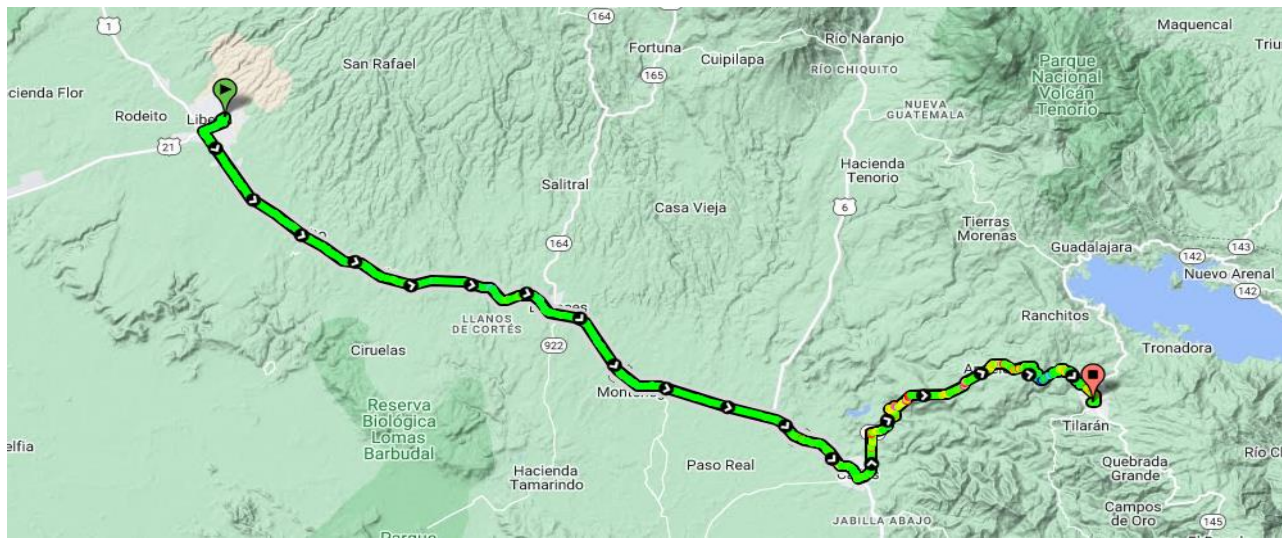 1
164
Maquencal
Río Naranjo
Fortuna
Cuipilapa
San Rafael
RÍO CHIQUITO
Parque
Nacional
Volcán
Tenorio
165
NUEVA
GUATEMALA
Rodeito
21
Hacienda
Tenorio
Salitral
Casa Vieja
6
Tierras
Morenas
164
Guadalajara
142
143
Nuevo Arenal
142
LLANOS
DE CORTÉS
Ranchitos
922
Ciruelas
Tronadora
Reserva
Biológica
Lomas
Barbudal
Tilarán
Paso Real
Hacienda
Tamarindo
Quebrada
Grande
Campos
de Oro
JABILLA ABAJO
145